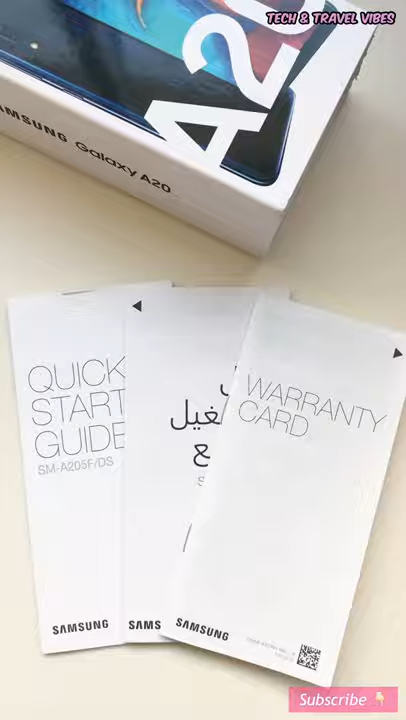 TECH & TRAVEL VIBES
A20
SAMSUNG Galaxy A20
QUICK
START
GUIDE
SM-A205F/DS
SAMSUNG
SAMS
WARRANTY
CARD
SAMSUNG
Subscribe